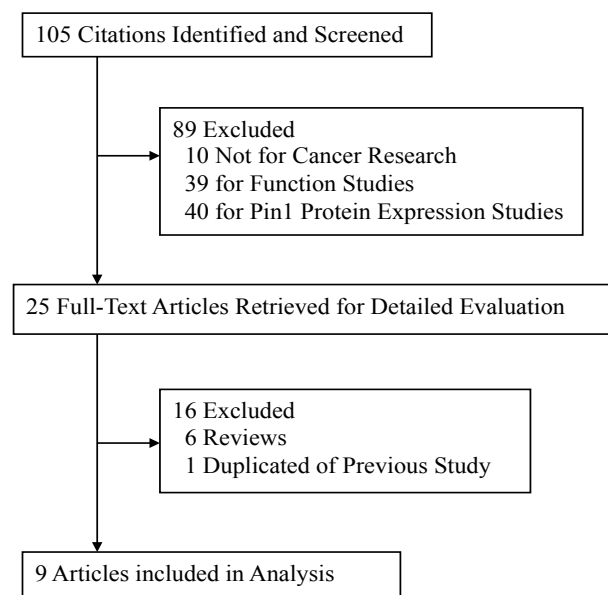 105 Citations Identified and Screened
89 Excluded
10 Not for Cancer Research
39 for Function Studies
40 for Pin1 Protein Expression Studies
25 Full-Text Articles Retrieved for Detailed Evaluation
16 Excluded
6 Reviews
1 Duplicated of Previous Study
9 Articles included in Analysis